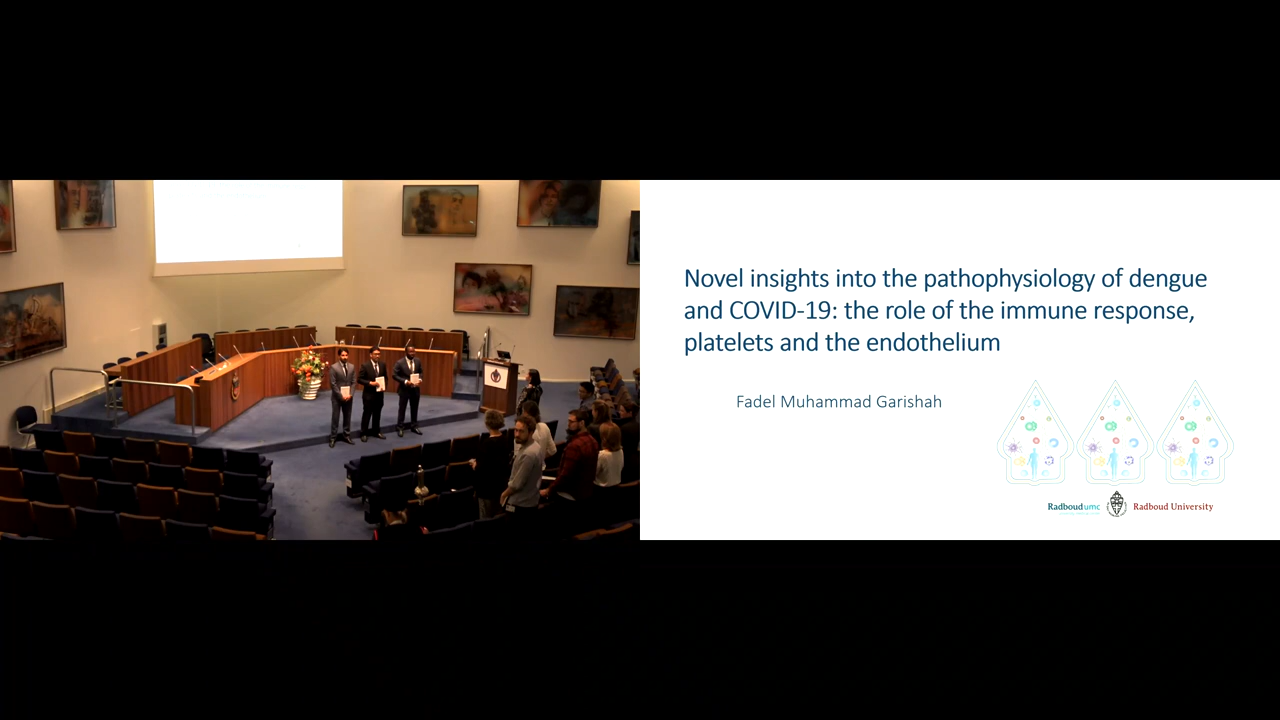 Novel insights into the pathophysiology of dengue
and COVID-19: the role of the immune response,
platelets and the endothelium
Fadel Muhammad Garishah
Radboudumc
Radboud University